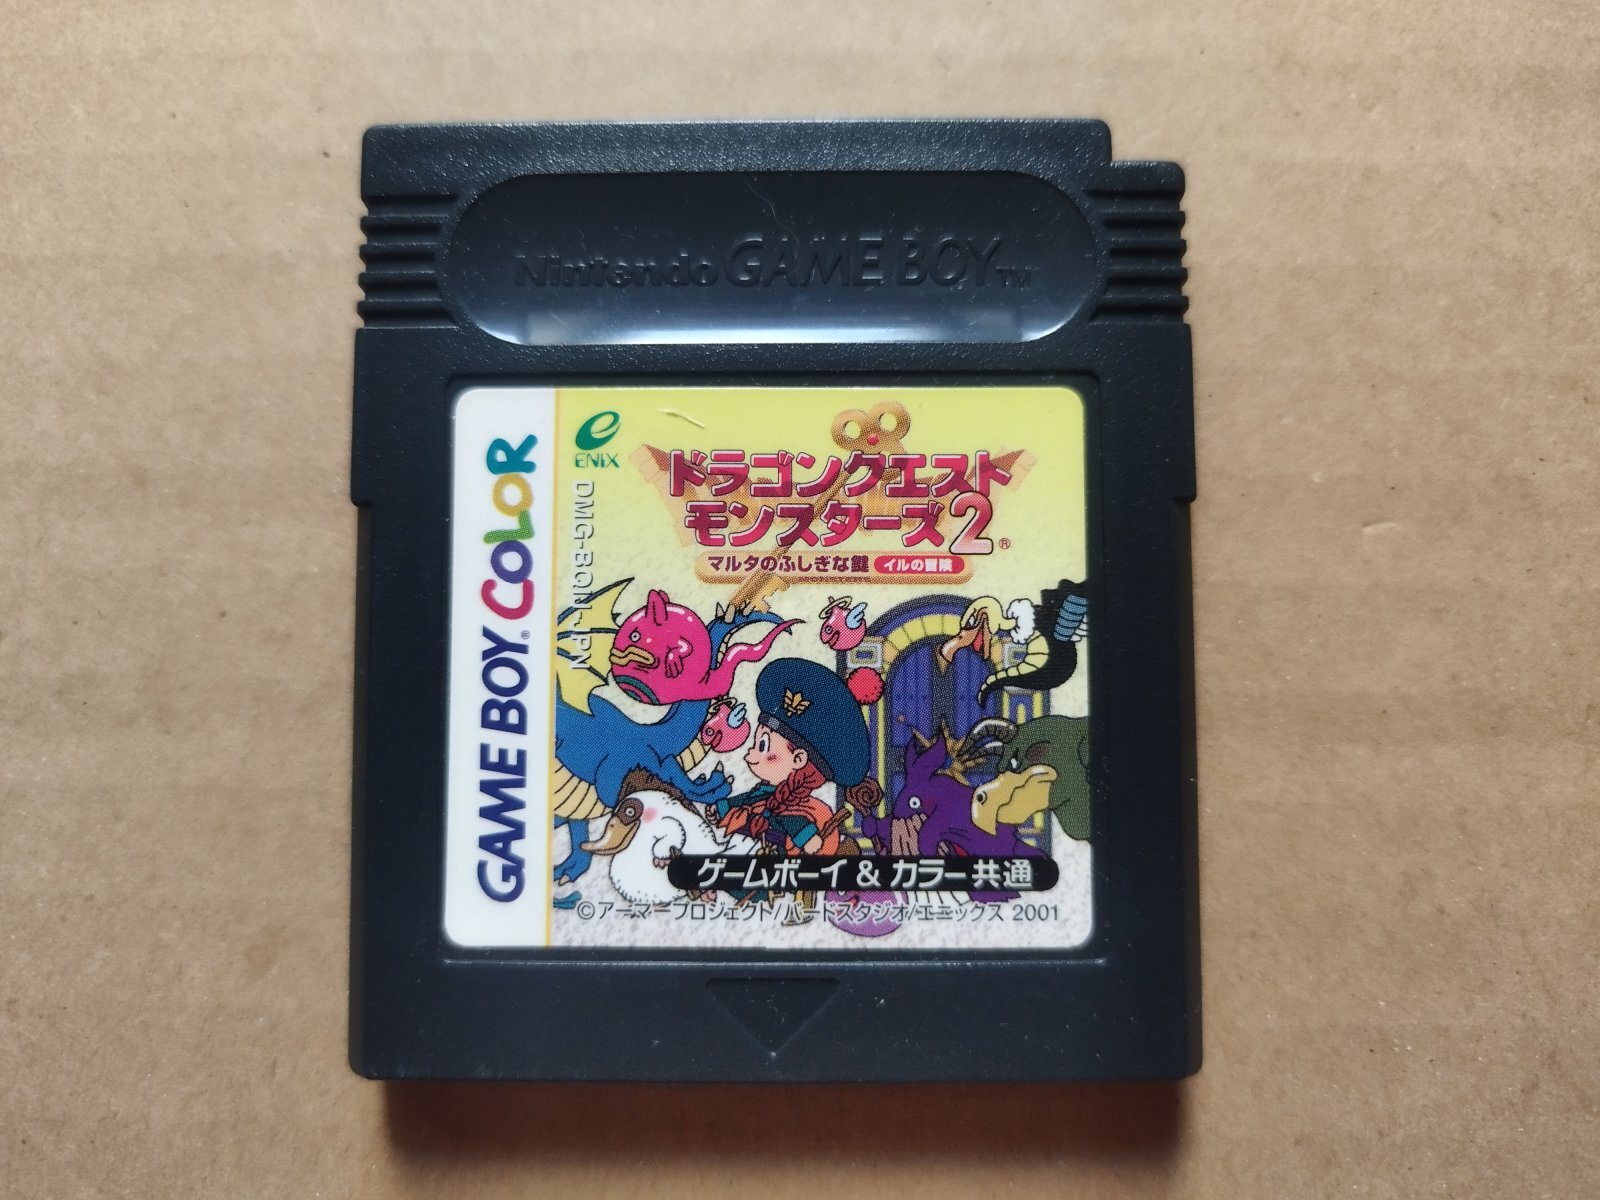 Nintendo GAME BOY™
GAME BOY® COLOR
ENIX
DMG-BQN-JPN
ドラゴンクエスト
モンスターズ2®
マルタのふしぎな鍵 イルの冒険
ゲームボーイ & カラー共通
©アーマープロジェクト/バードスタジオ/エニックス 2001